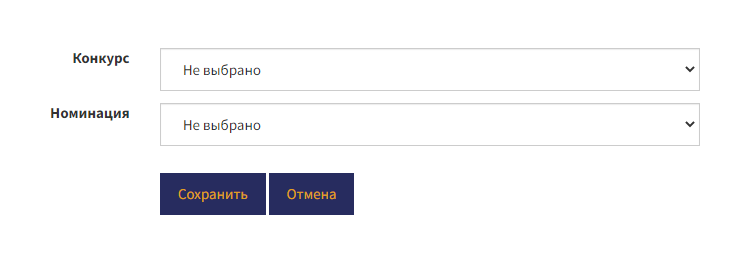 Конкурс
Не выбрано
Номинация
Не выбрано
Сохранить Отмена